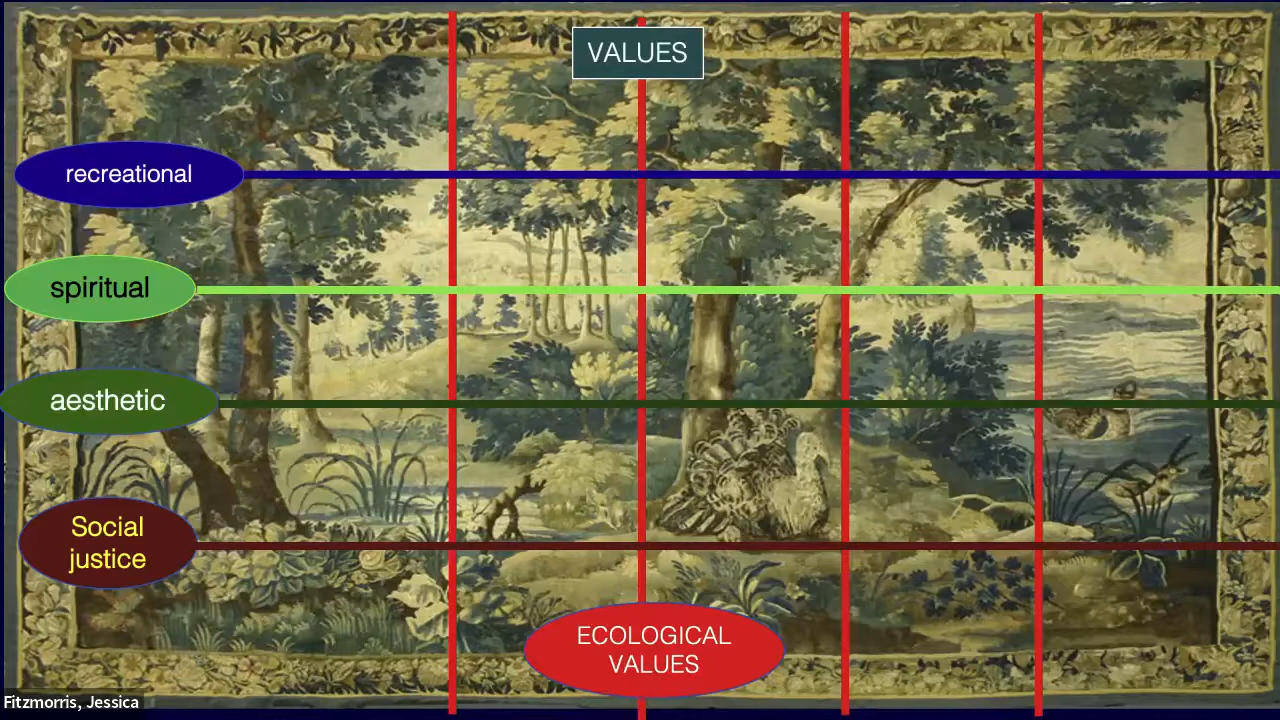 VALUES
recreational
spiritual
aesthetic
Social
justice
ECOLOGICAL
VALUES
Fitzmorris, Jessica